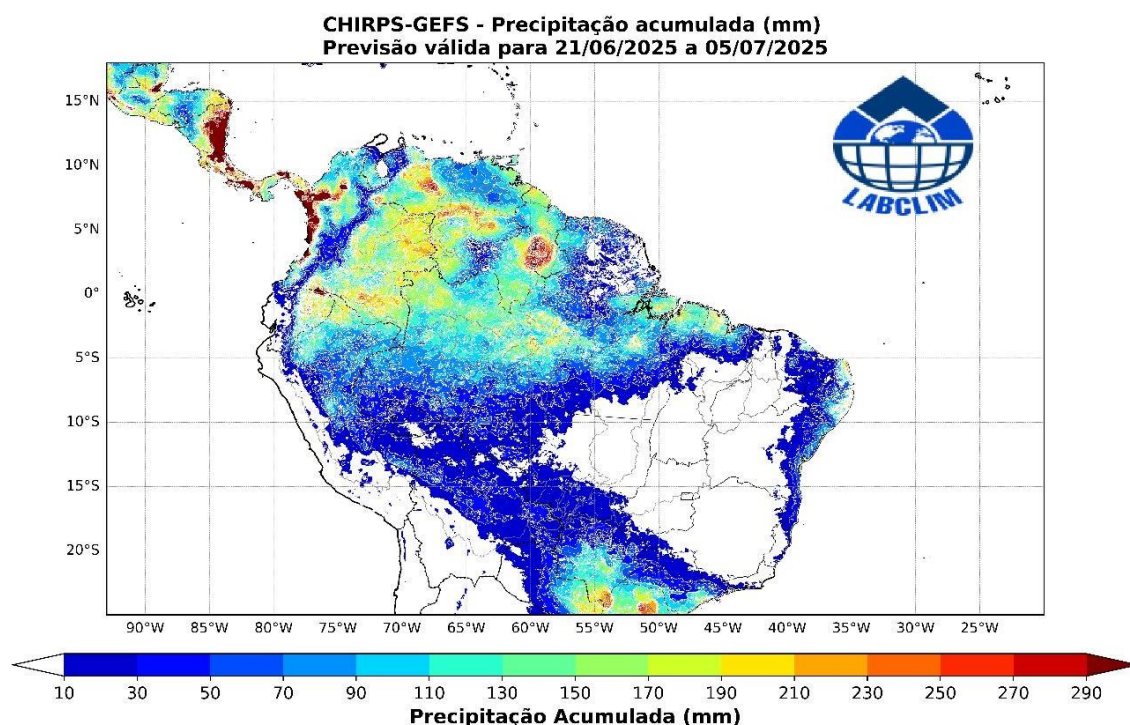 CHIRPS-GEFS - Precipitação acumulada (mm)
Previsão válida para 21/06/2025 a 05/07/2025
LABCLIM
15°N
10°N
5°N
0°
5°S
10°S
15°S
20°S
90°W 85°W 80°W 75°W 70°W 65°W 60°W 55°W 50°W 45°W 40°W 35°W 30°W 25°W
10 30 50 70 90 110 130 150 170 190 210 230 250 270 290
Precipitação Acumulada (mm)